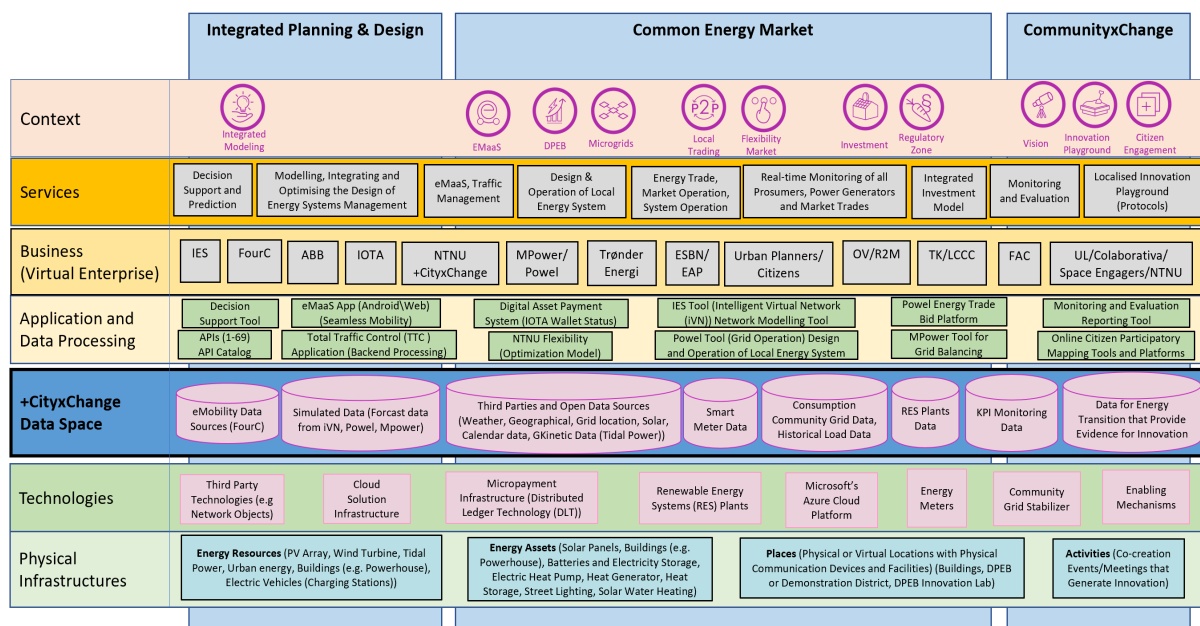 Integrated Planning & Design
Common Energy Market
CommunityxChange
Context
Integrated
Modeling
EMaaS
DPEB
Microgrids
P2P
Local
Trading
Flexibility
Market
Investment
Regulatory
Zone
Vision
Innovation
Playground
Citizen
Engagement
Services
Decision
Support and
Prediction
Modelling, Integrating and
Optimising the Design of
Energy Systems Management
eMaaS, Traffic
Management
Design &
Operation of Local
Energy System
Energy Trade,
Market Operation,
System Operation
Real-time Monitoring of all
Prosumers, Power Generators
and Market Trades
Integrated
Investment
Model
Monitoring
and Evaluation
Localised Innovation
Playground
(Protocols)
Business
(Virtual Enterprise)
IES
FourC
ABB
IOTA
NTNU
+CityxChange
MPower/
Powel
Trønder
Energi
ESBN/
EAP
Urban Planners/
Citizens
OV/R2M
TK/LCCC
FAC
UL/Colaborativa/
Space Engagers/NTNU
Application and
Data Processing
Decision
Support Tool
eMaaS App (Android\Web)
(Seamless Mobility)
Digital Asset Payment
System (IOTA Wallet Status)
IES Tool (Intelligent Virtual Network
(iVN)) Network Modelling Tool
Powel Energy Trade
Bid Platform
Monitoring and Evaluation
Reporting Tool
APIs (1-69)
API Catalog
Total Traffic Control (TTC )
Application (Backend Processing)
NTNU Flexibility
(Optimization Model)
Powel Tool (Grid Operation) Design
and Operation of Local Energy System
MPower Tool for
Grid Balancing
Online Citizen Participatory
Mapping Tools and Platforms
+CityxChange
Data Space
eMobility Data
Sources (FourC)
Simulated Data (Forcast data
from iVN, Powel, Mpower)
Third Parties and Open Data Sources
(Weather, Geographical, Grid location, Solar,
Calendar data, GKinetic Data (Tidal Power))
Smart
Meter Data
Consumption
Community Grid Data,
Historical Load Data
RES Plants
Data
KPI Monitoring
Data
Data for Energy
Transition that Provide
Evidence for Innovation
Technologies
Third Party
Technologies (e.g
Network Objects)
Cloud
Solution
Infrastructure
Micropayment
Infrastructure (Distributed
Ledger Technology (DLT))
Renewable Energy
Systems (RES) Plants
Microsoft's
Azure Cloud
Platform
Energy
Meters
Community
Grid Stabilizer
Enabling
Mechanisms
Physical
Infrastructures
Energy Resources (PV Array, Wind Turbine, Tidal
Power, Urban energy, Buildings (e.g. Powerhouse),
Electric Vehicles (Charging Stations))
Energy Assets (Solar Panels, Buildings (e.g.
Powerhouse), Batteries and Electricity Storage,
Electric Heat Pump, Heat Generator, Heat
Storage, Street Lighting, Solar Water Heating)
Places (Physical or Virtual Locations with Physical
Communication Devices and Facilities) (Buildings, DPEB
or Demonstration District, DPEB Innovation Lab)
Activities (Co-creation
Events/Meetings that
Generate Innovation)